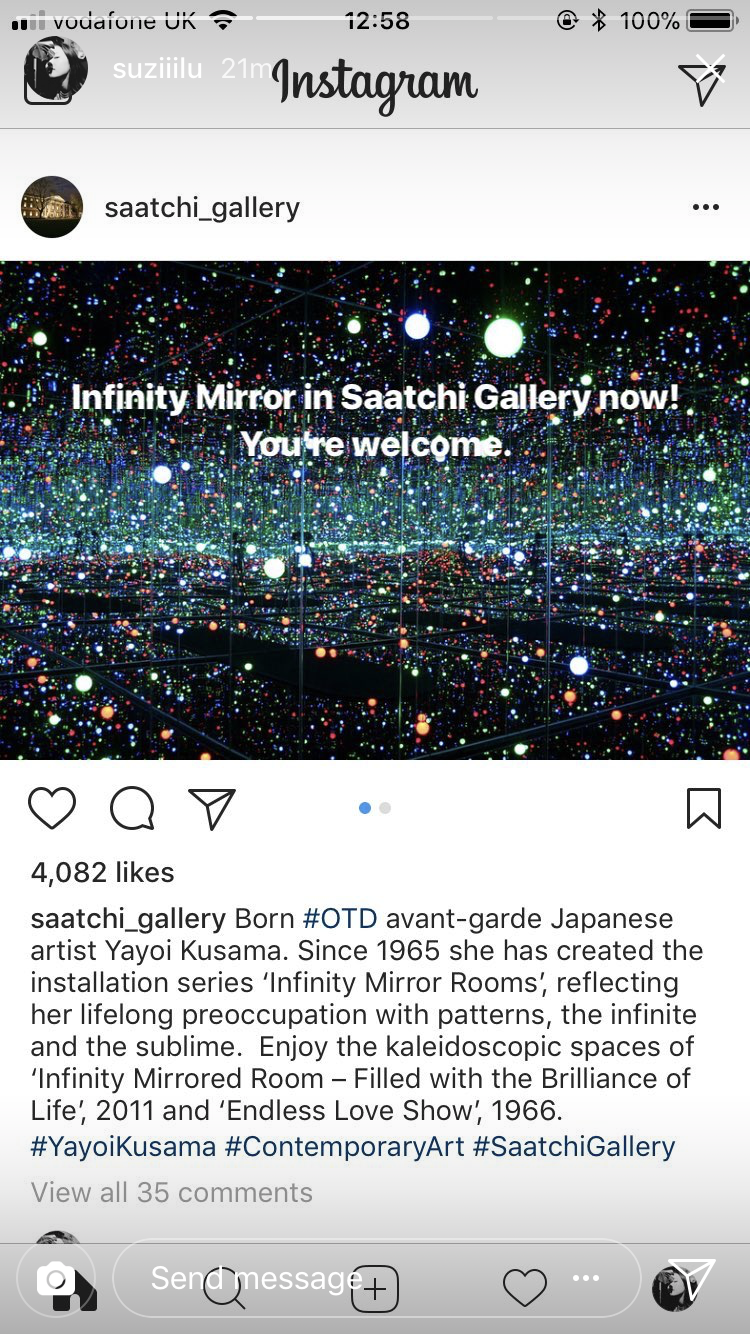 vodafone UK 12:58 100%
suziiilu 21m
Instagram
saatchi_gallery
Infinity Mirror in Saatchi Gallery now!
You're welcome.
4,082 likes
saatchi_gallery Born #OTD avant-garde Japanese
artist Yayoi Kusama. Since 1965 she has created the
installation series ‘Infinity Mirror Rooms’, reflecting
her lifelong preoccupation with patterns, the infinite
and the sublime.  Enjoy the kaleidoscopic spaces of
‘Infinity Mirrored Room – Filled with the Brilliance of
Life’, 2011 and ‘Endless Love Show’, 1966.
#YayoiKusama #ContemporaryArt #SaatchiGallery
View all 35 comments
Send message